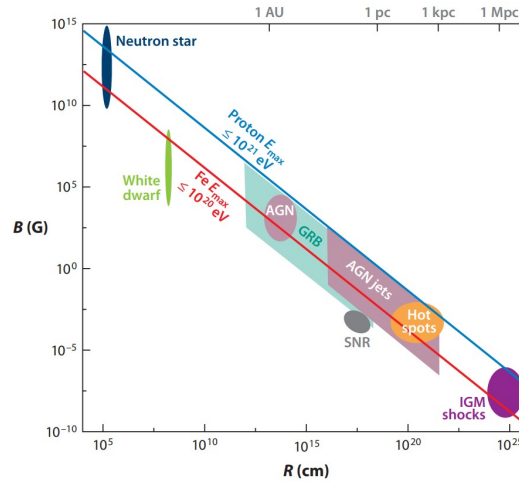 1 AU 1 pc 1 kpc 1 Mpc
10^15
Neutron star
10^10
Proton E_max
≤ 10^21 eV
White
dwarf
Fe E_max
≤ 10^20 eV
10^5
AGN
GRB
B (G)
10^0
AGN jets
Hot
spots
SNR
10^−5
IGM
shocks
10^−10
10^5 10^10 10^15 10^20 10^25
R (cm)